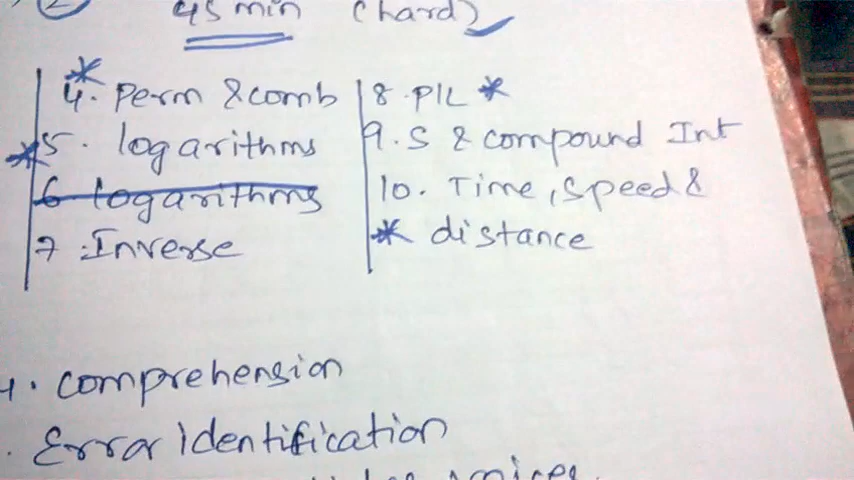 45 min (hard)
4. Perm & comb
5. logarithms
6 logarithms
7. Inverse
8. P/L
9. S & compound Int
10. Time, speed &
distance
4. comprehension
. Error identification